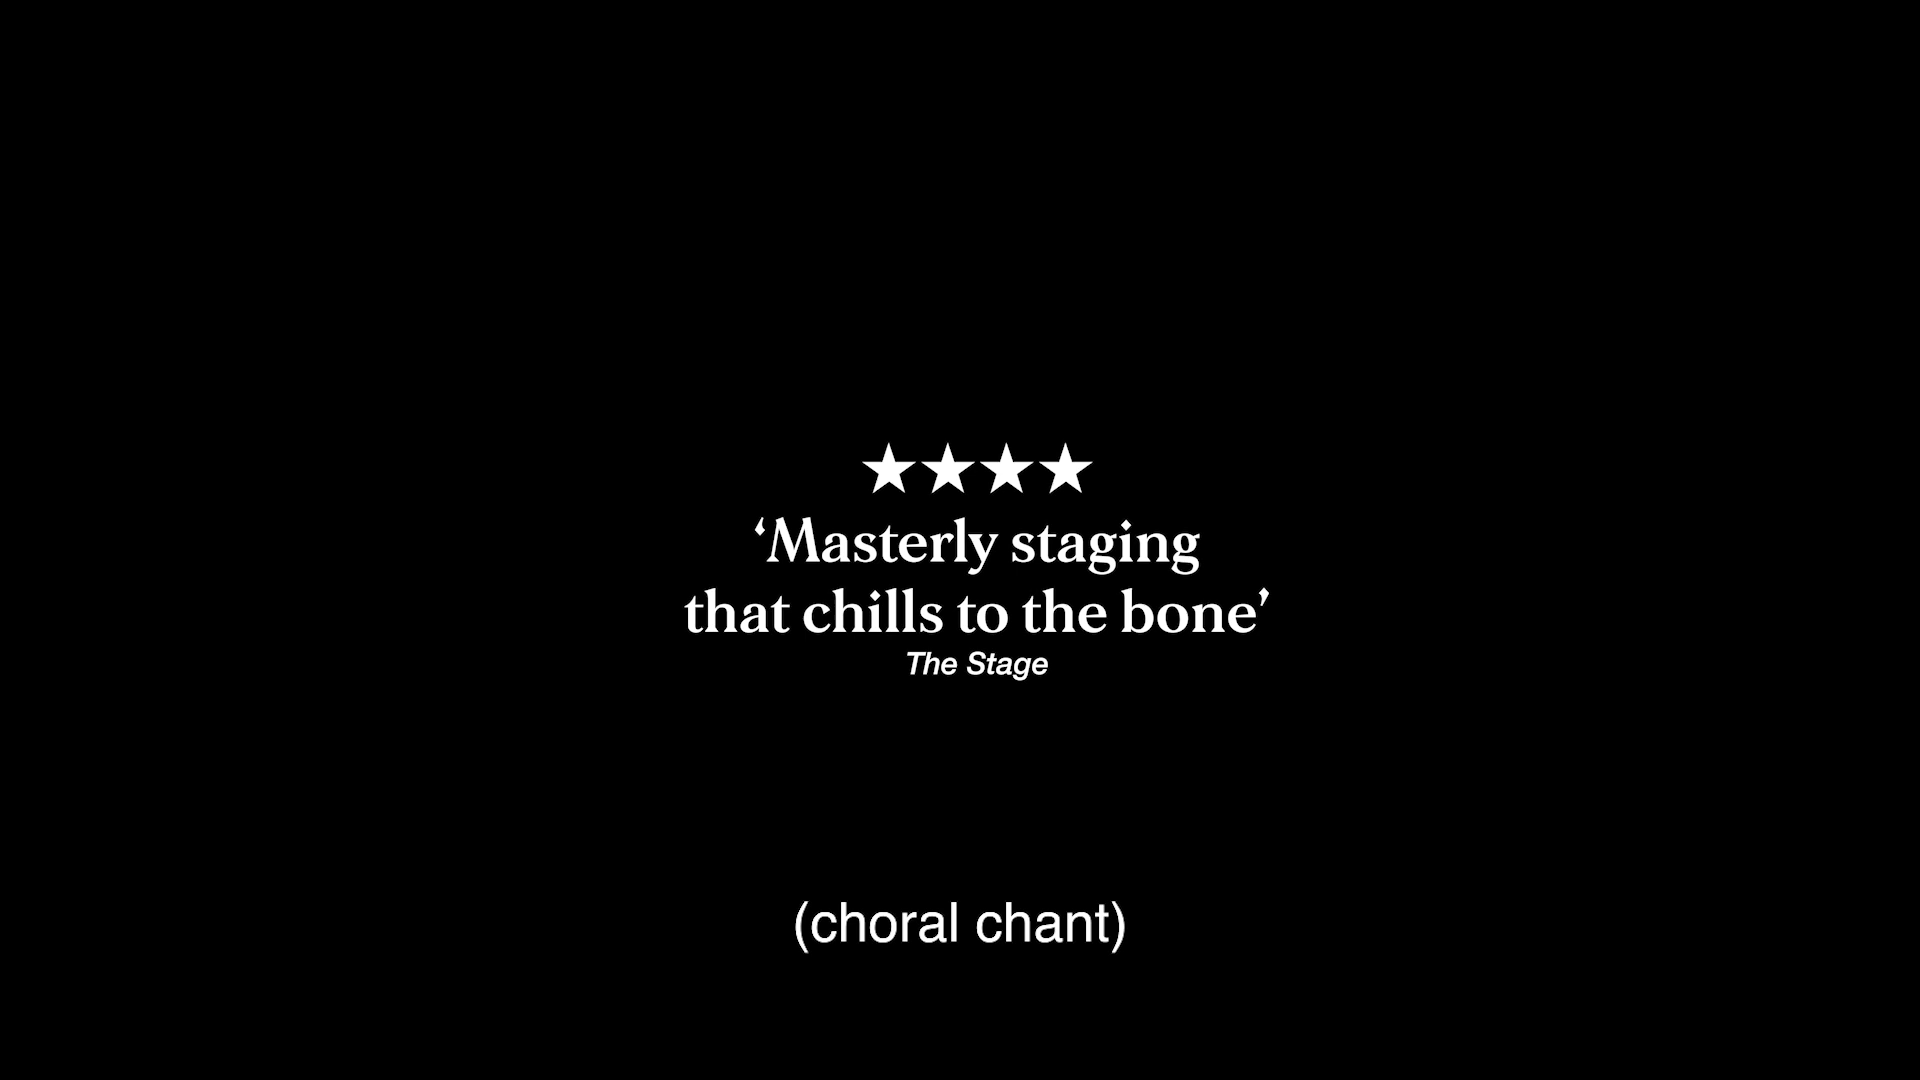 ★★★★
‘Masterly staging
that chills to the bone’
The Stage
(choral chant)